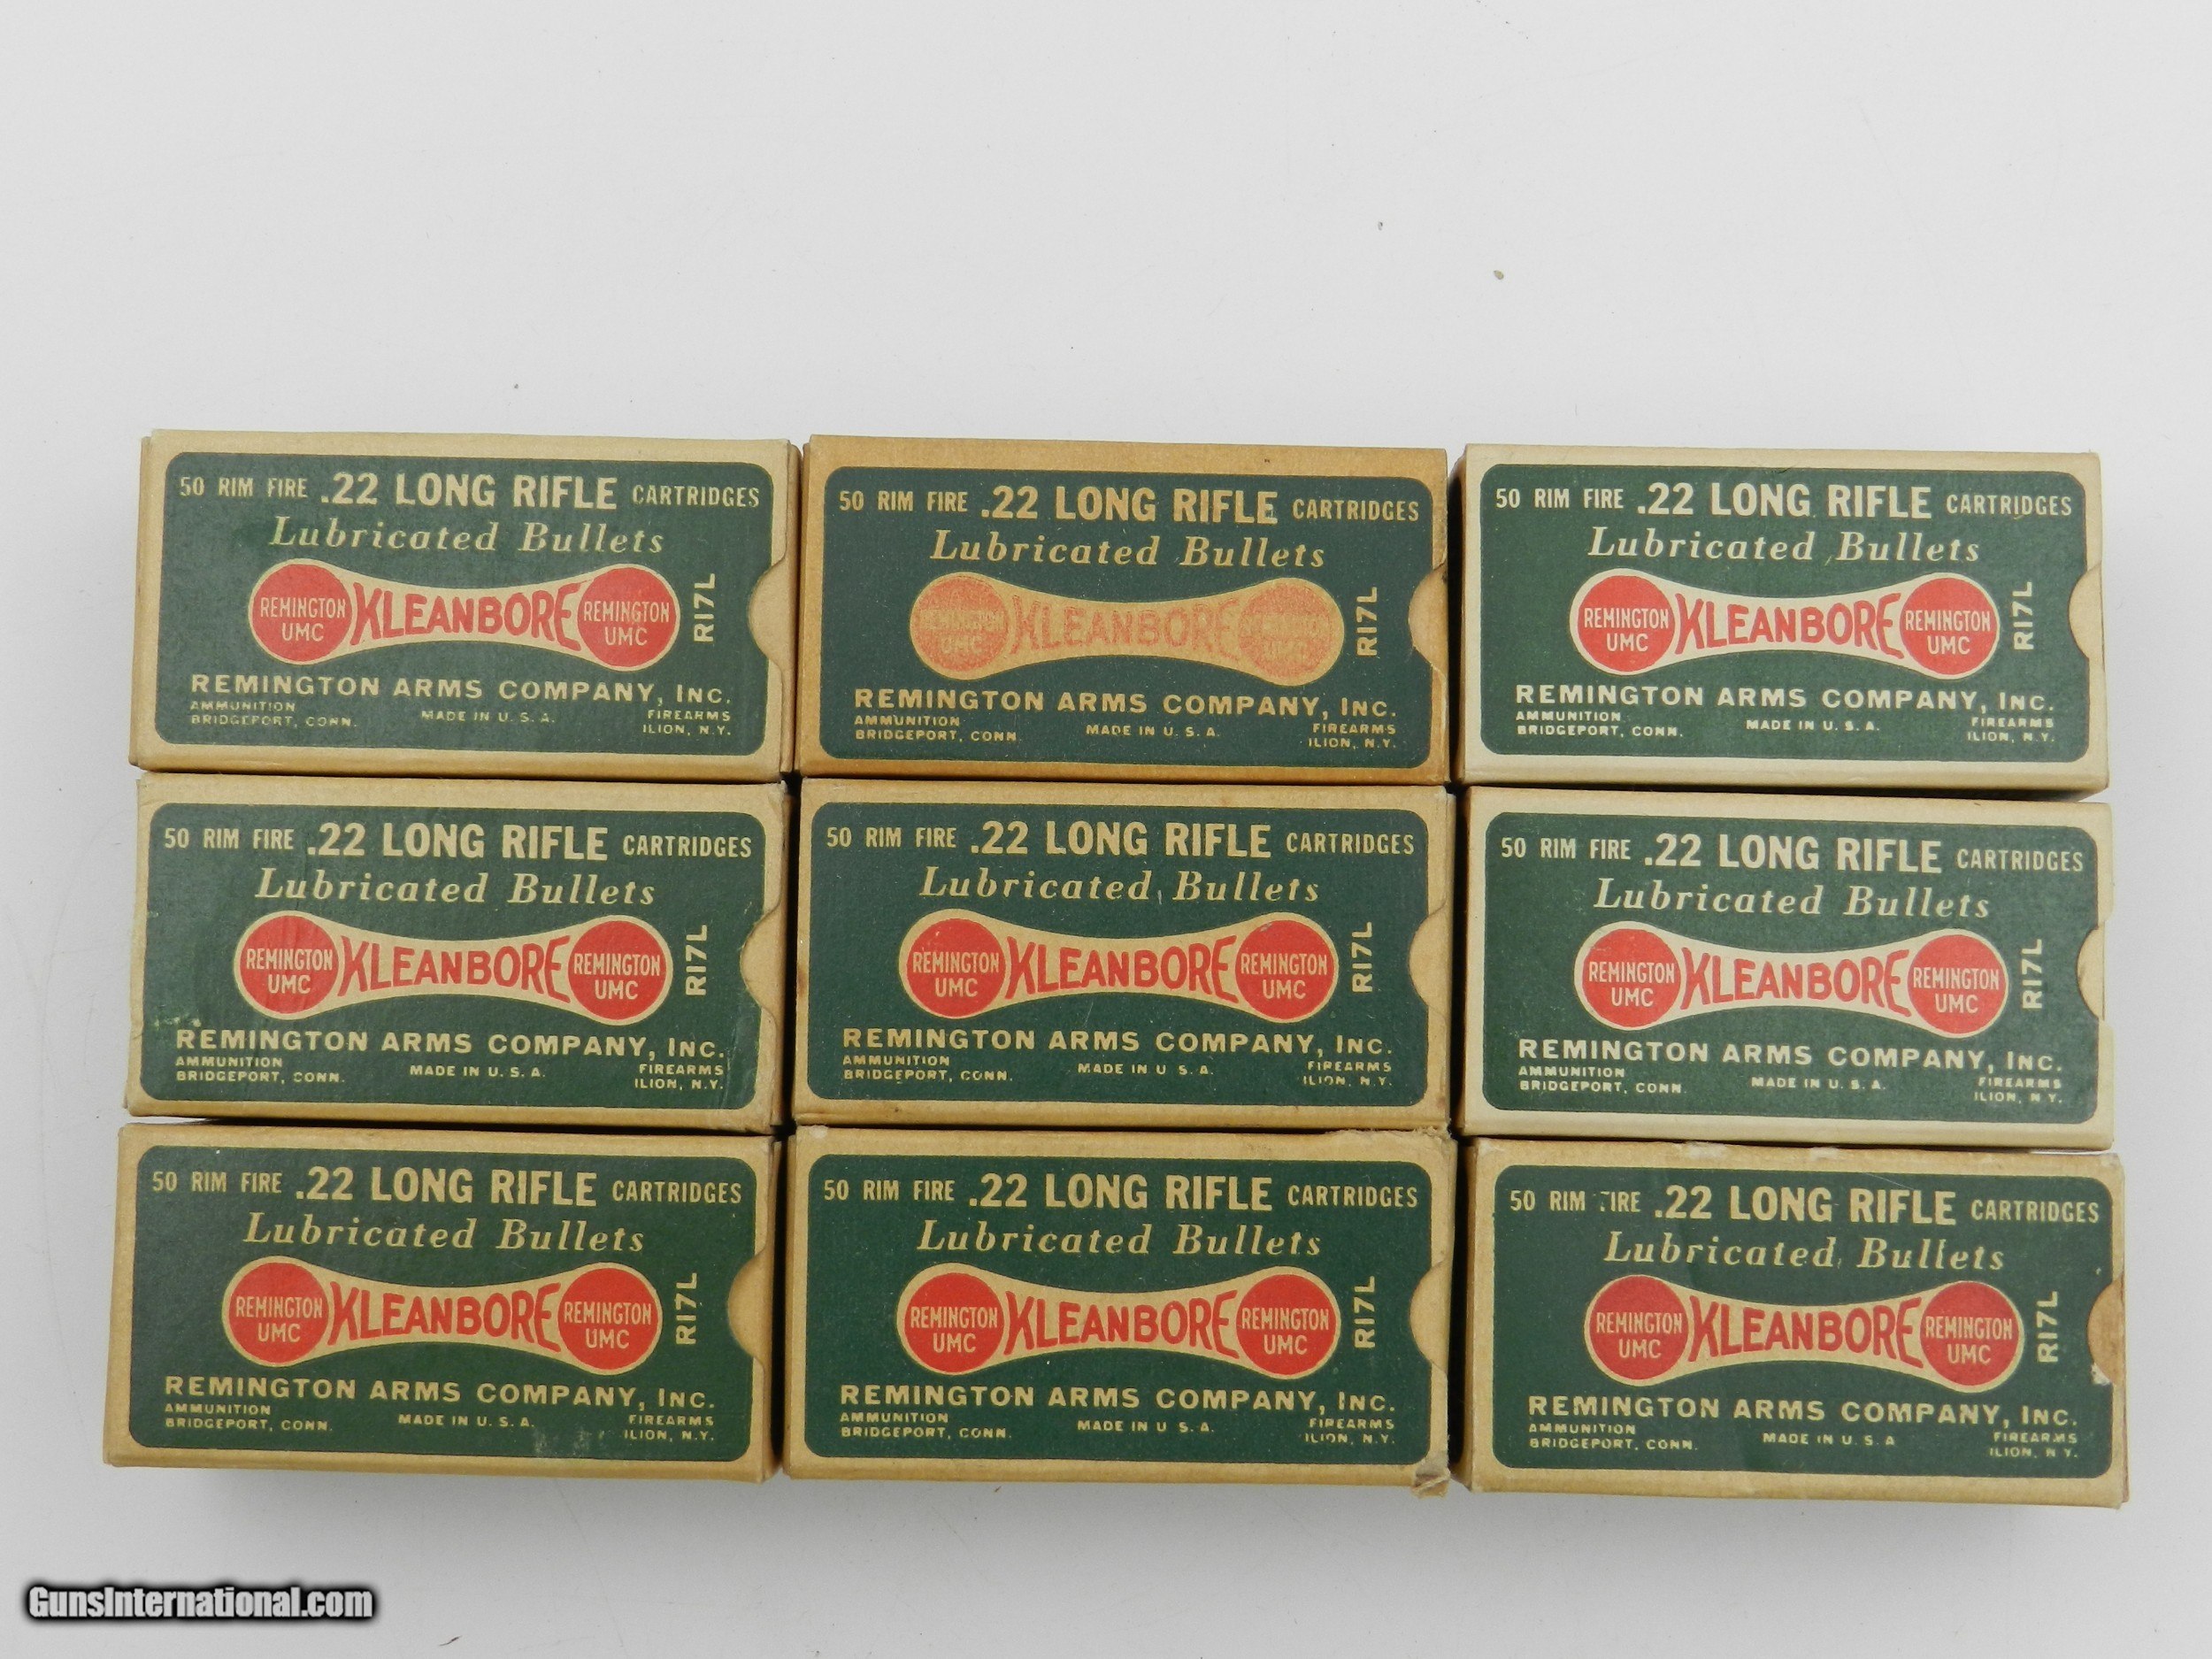 50 RIM FIRE .22 LONG RIFLE CARTRIDGES
Lubricated Bullets
REMINGTON UMC KLEANBORE REMINGTON UMC
R17L
REMINGTON ARMS COMPANY, INC.
AMMUNITION BRIDGEPORT, CONN. MADE IN U.S.A. FIREARMS ILION, N.Y.
50 RIM FIRE .22 LONG RIFLE CARTRIDGES
Lubricated Bullets
REMINGTON UMC KLEANBORE REMINGTON UMC
R17L
REMINGTON ARMS COMPANY, INC.
AMMUNITION BRIDGEPORT, CONN. MADE IN U.S.A. FIREARMS ILION, N.Y.
50 RIM FIRE .22 LONG RIFLE CARTRIDGES
Lubricated Bullets
REMINGTON UMC KLEANBORE REMINGTON UMC
R17L
REMINGTON ARMS COMPANY, INC.
AMMUNITION BRIDGEPORT, CONN. MADE IN U.S.A. FIREARMS ILION, N.Y.
50 RIM FIRE .22 LONG RIFLE CARTRIDGES
Lubricated Bullets
REMINGTON UMC KLEANBORE REMINGTON UMC
R17L
REMINGTON ARMS COMPANY, INC.
AMMUNITION BRIDGEPORT, CONN. MADE IN U.S.A. FIREARMS ILION, N.Y.
50 RIM FIRE .22 LONG RIFLE CARTRIDGES
Lubricated Bullets
REMINGTON UMC KLEANBORE REMINGTON UMC
R17L
REMINGTON ARMS COMPANY, INC.
AMMUNITION BRIDGEPORT, CONN. MADE IN U.S.A. FIREARMS ILION, N.Y.
50 RIM FIRE .22 LONG RIFLE CARTRIDGES
Lubricated Bullets
REMINGTON UMC KLEANBORE REMINGTON UMC
R17L
REMINGTON ARMS COMPANY, INC.
AMMUNITION BRIDGEPORT, CONN. MADE IN U.S.A. FIREARMS ILION, N.Y.
50 RIM FIRE .22 LONG RIFLE CARTRIDGES
Lubricated Bullets
REMINGTON UMC KLEANBORE REMINGTON UMC
R17L
REMINGTON ARMS COMPANY, INC.
AMMUNITION BRIDGEPORT, CONN. MADE IN U.S.A. FIREARMS ILION, N.Y.
50 RIM FIRE .22 LONG RIFLE CARTRIDGES
Lubricated Bullets
REMINGTON UMC KLEANBORE REMINGTON UMC
R17L
REMINGTON ARMS COMPANY, INC.
AMMUNITION BRIDGEPORT, CONN. MADE IN U.S.A. FIREARMS ILION, N.Y.
50 RIM FIRE .22 LONG RIFLE CARTRIDGES
Lubricated Bullets
REMINGTON UMC KLEANBORE REMINGTON UMC
R17L
REMINGTON ARMS COMPANY, INC.
AMMUNITION BRIDGEPORT, CONN. MADE IN U.S.A FIREARMS ILION, N.Y.
GunsInternational.com